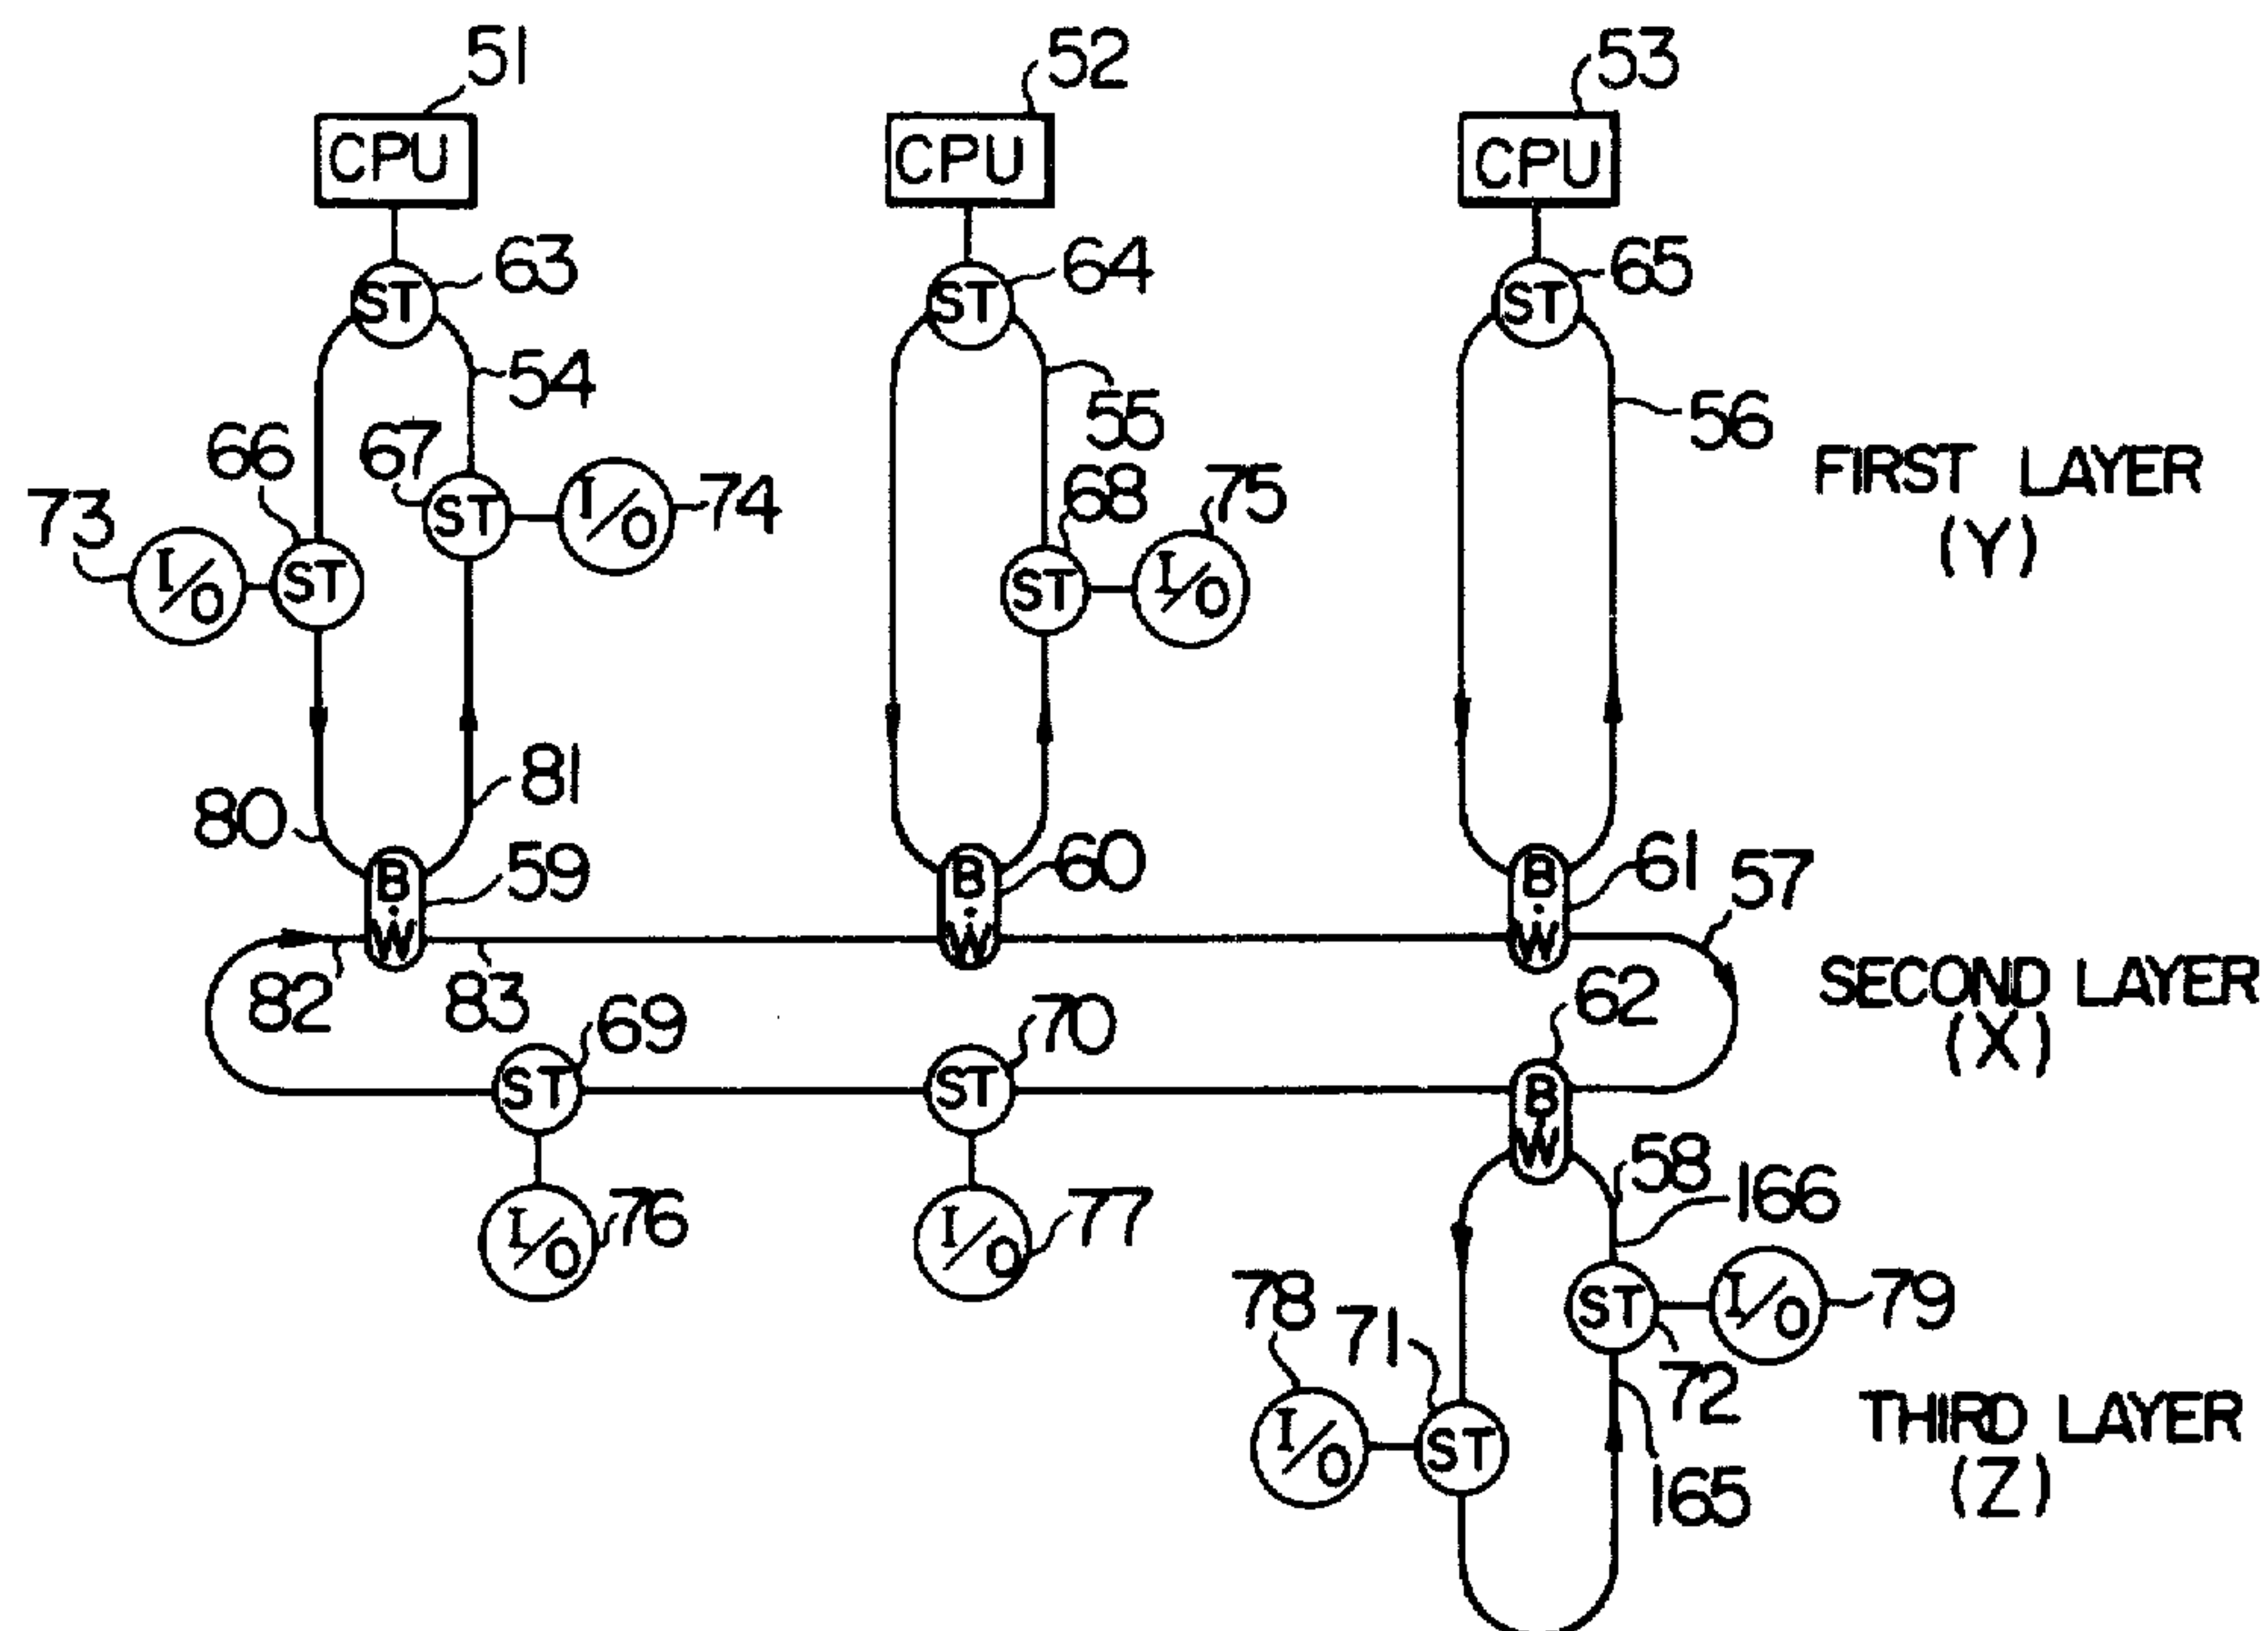 51
52
53
CPU
CPU
CPU
63
64
65
ST
ST
ST
54
55
56
66
67
68
75
FIRST LAYER
(Y)
73
I/O
ST
ST
I/O
74
ST
I/O
80
81
59
60
61
57
B·W
B·W
B·W
82
83
69
70
62
SECOND LAYER
(X)
ST
ST
B·W
58
166
I/O
76
I/O
77
78
71
ST
I/O
79
72
I/O
ST
165
THIRD LAYER
(Z)